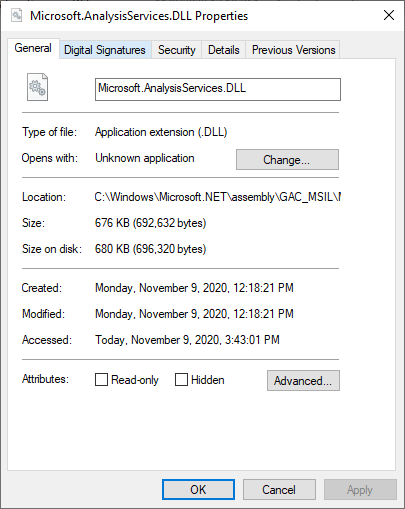 Microsoft.AnalysisServices.DLL Properties
General Digital Signatures Security Details Previous Versions
Microsoft.AnalysisServices.DLL
Type of file: Application extension (.DLL)
Opens with: Unknown application Change...
Location: C:\Windows\Microsoft.NET\assembly\GAC_MSIL\
Size: 676 KB (692,632 bytes)
Size on disk: 680 KB (696,320 bytes)
Created: Monday, November 9, 2020, 12:18:21 PM
Modified: Monday, November 9, 2020, 12:18:21 PM
Accessed: Today, November 9, 2020, 3:43:01 PM
Attributes: Read-only Hidden Advanced...
OK Cancel Apply